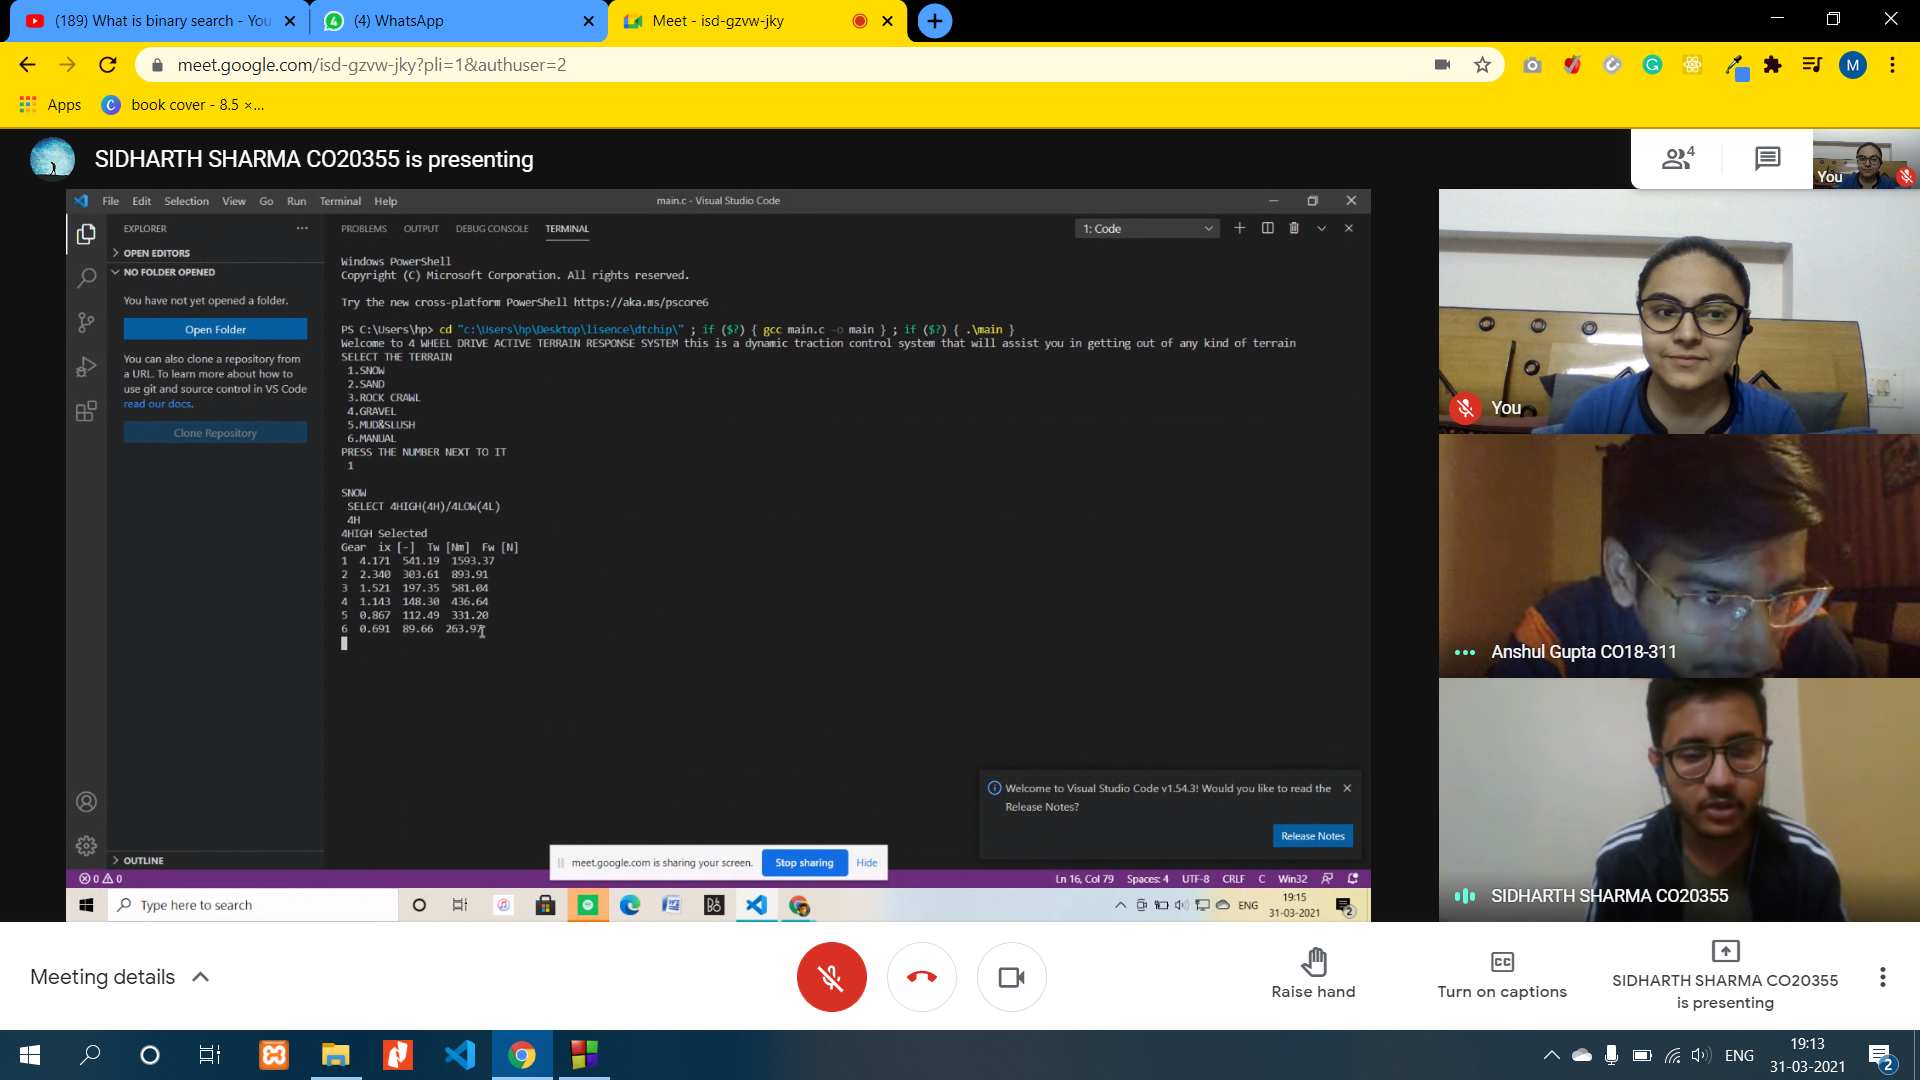 (189) What is binary search - You
(4) WhatsApp
Meet - isd-gzvw-jky
meet.google.com/isd-gzvw-jky?pli=1&authuser=2
M
Apps
book cover - 8.5 ×...
SIDHARTH SHARMA CO20355 is presenting
4
You
File Edit Selection View Go Run Terminal Help
main.c - Visual Studio Code
EXPLORER
OPEN EDITORS
NO FOLDER OPENED
You have not yet opened a folder.
Open Folder
You can also clone a repository from
a URL. To learn more about how to
use git and source control in VS Code
read our docs.
Clone Repository
OUTLINE
PROBLEMS OUTPUT DEBUG CONSOLE TERMINAL
1: Code
Windows PowerShell
Copyright (C) Microsoft Corporation. All rights reserved.
Try the new cross-platform PowerShell https://aka.ms/pscore6
PS C:\Users\hp> cd "c:\Users\hp\Desktop\lisence\dtchip\" ; if ($?) { gcc main.c -o main } ; if ($?) { .\main }
Welcome to 4 WHEEL DRIVE ACTIVE TERRAIN RESPONSE SYSTEM this is a dynamic traction control system that will assist you in getting out of any kind of terrain
SELECT THE TERRAIN
1.SNOW
2.SAND
3.ROCK CRAWL
4.GRAVEL
5.MUD&SLUSH
6.MANUAL
PRESS THE NUMBER NEXT TO IT
1
SNOW
SELECT 4HIGH(4H)/4LOW(4L)
4H
4HIGH Selected
Gear ix [-] Tw [Nm] Fw [N]
1 4.171 541.19 1593.37
2 2.340 303.61 893.91
3 1.521 197.35 581.04
4 1.143 148.30 436.64
5 0.867 112.49 331.20
6 0.691 89.66 263.97
Welcome to Visual Studio Code v1.54.3! Would you like to read the
Release Notes?
Release Notes
meet.google.com is sharing your screen.
Stop sharing
Hide
0 0
Ln 16, Col 79 Spaces: 4 UTF-8 CRLF C Win32
Type here to search
ENG
19:15
31-03-2021
2
You
Anshul Gupta CO18-311
SIDHARTH SHARMA CO20355
Meeting details
Raise hand
CC
Turn on captions
SIDHARTH SHARMA CO20355
is presenting
ENG
19:13
31-03-2021
2